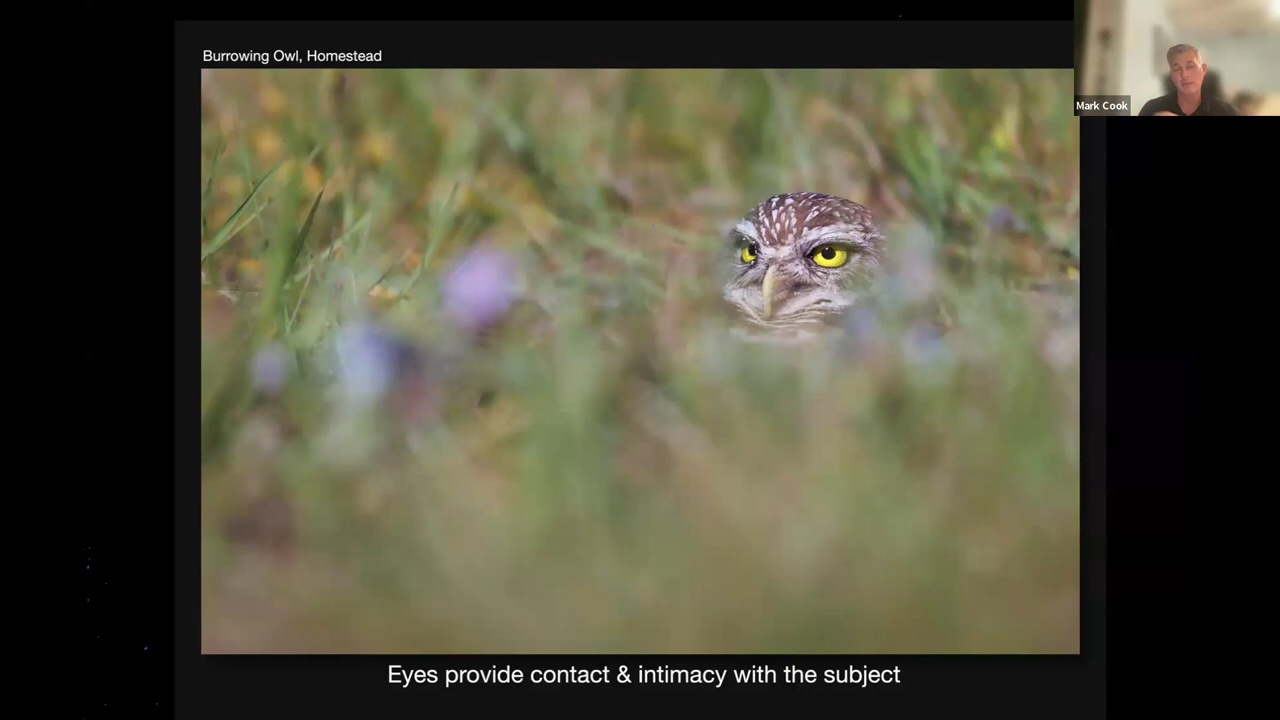 Burrowing Owl, Homestead
Mark Cook
Eyes provide contact & intimacy with the subject